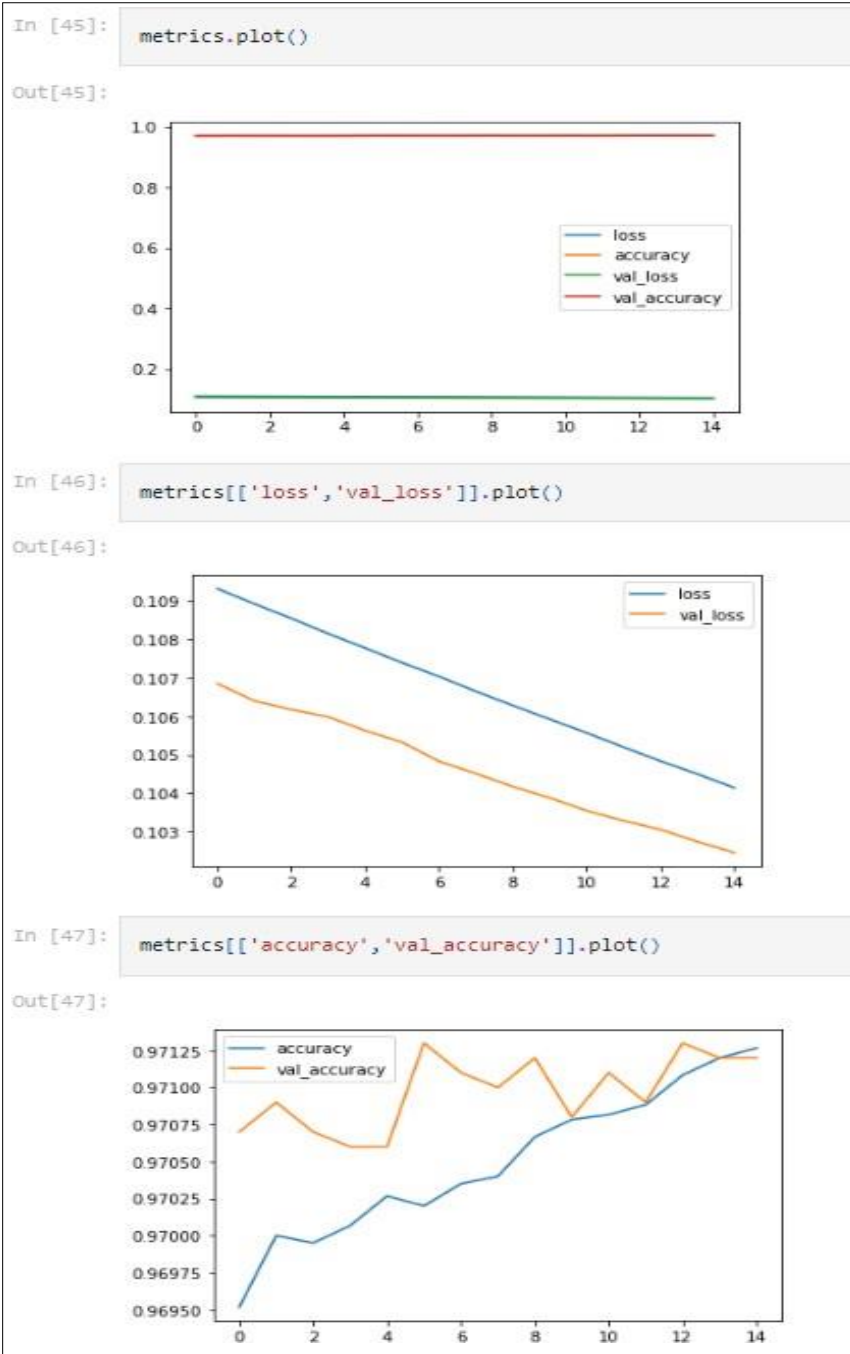 In [45]:
metrics.plot()
Out[45]:
1.0
0.8
0.6
0.4
0.2
loss
accuracy
val_loss
val_accuracy
0 2 4 6 8 10 12 14
In [46]:
metrics[['loss','val_loss']].plot()
Out[46]:
0.109
0.108
0.107
0.106
0.105
0.104
0.103
loss
val_loss
0 2 4 6 8 10 12 14
In [47]:
metrics[['accuracy','val_accuracy']].plot()
Out[47]:
0.97125
0.97100
0.97075
0.97050
0.97025
0.97000
0.96975
0.96950
accuracy
val_accuracy
0 2 4 6 8 10 12 14